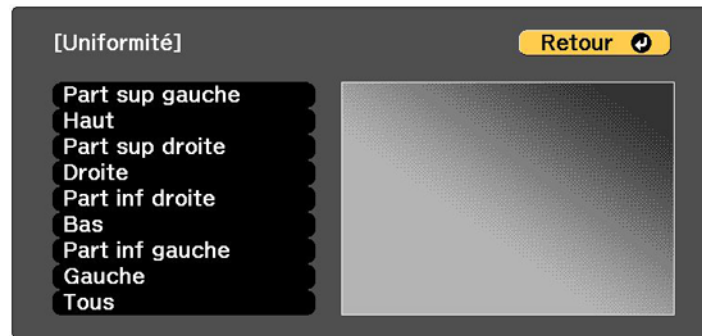 [Uniformité]
Retour
Part sup gauche
Haut
Part sup droite
Droite
Part inf droite
Bas
Part inf gauche
Gauche
Tous